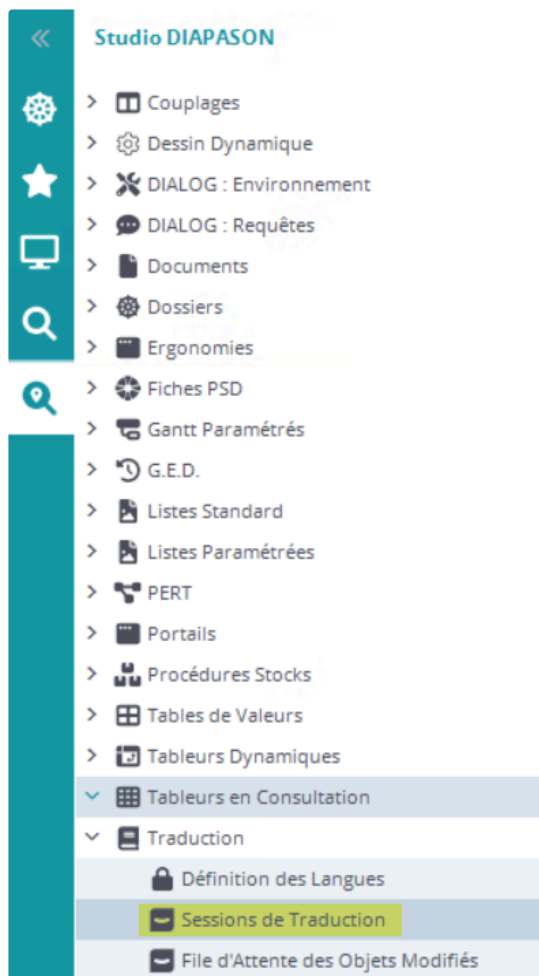 Studio DIAPASON
Couplages
Dessin Dynamique
DIALOG : Environnement
DIALOG : Requêtes
Documents
Dossiers
Ergonomies
Fiches PSD
Gantt Paramétrés
G.E.D.
Listes Standard
Listes Paramétrées
PERT
Portails
Procédures Stocks
Tables de Valeurs
Tableurs Dynamiques
Tableurs en Consultation
Traduction
Définition des Langues
Sessions de Traduction
File d'Attente des Objets Modifiés